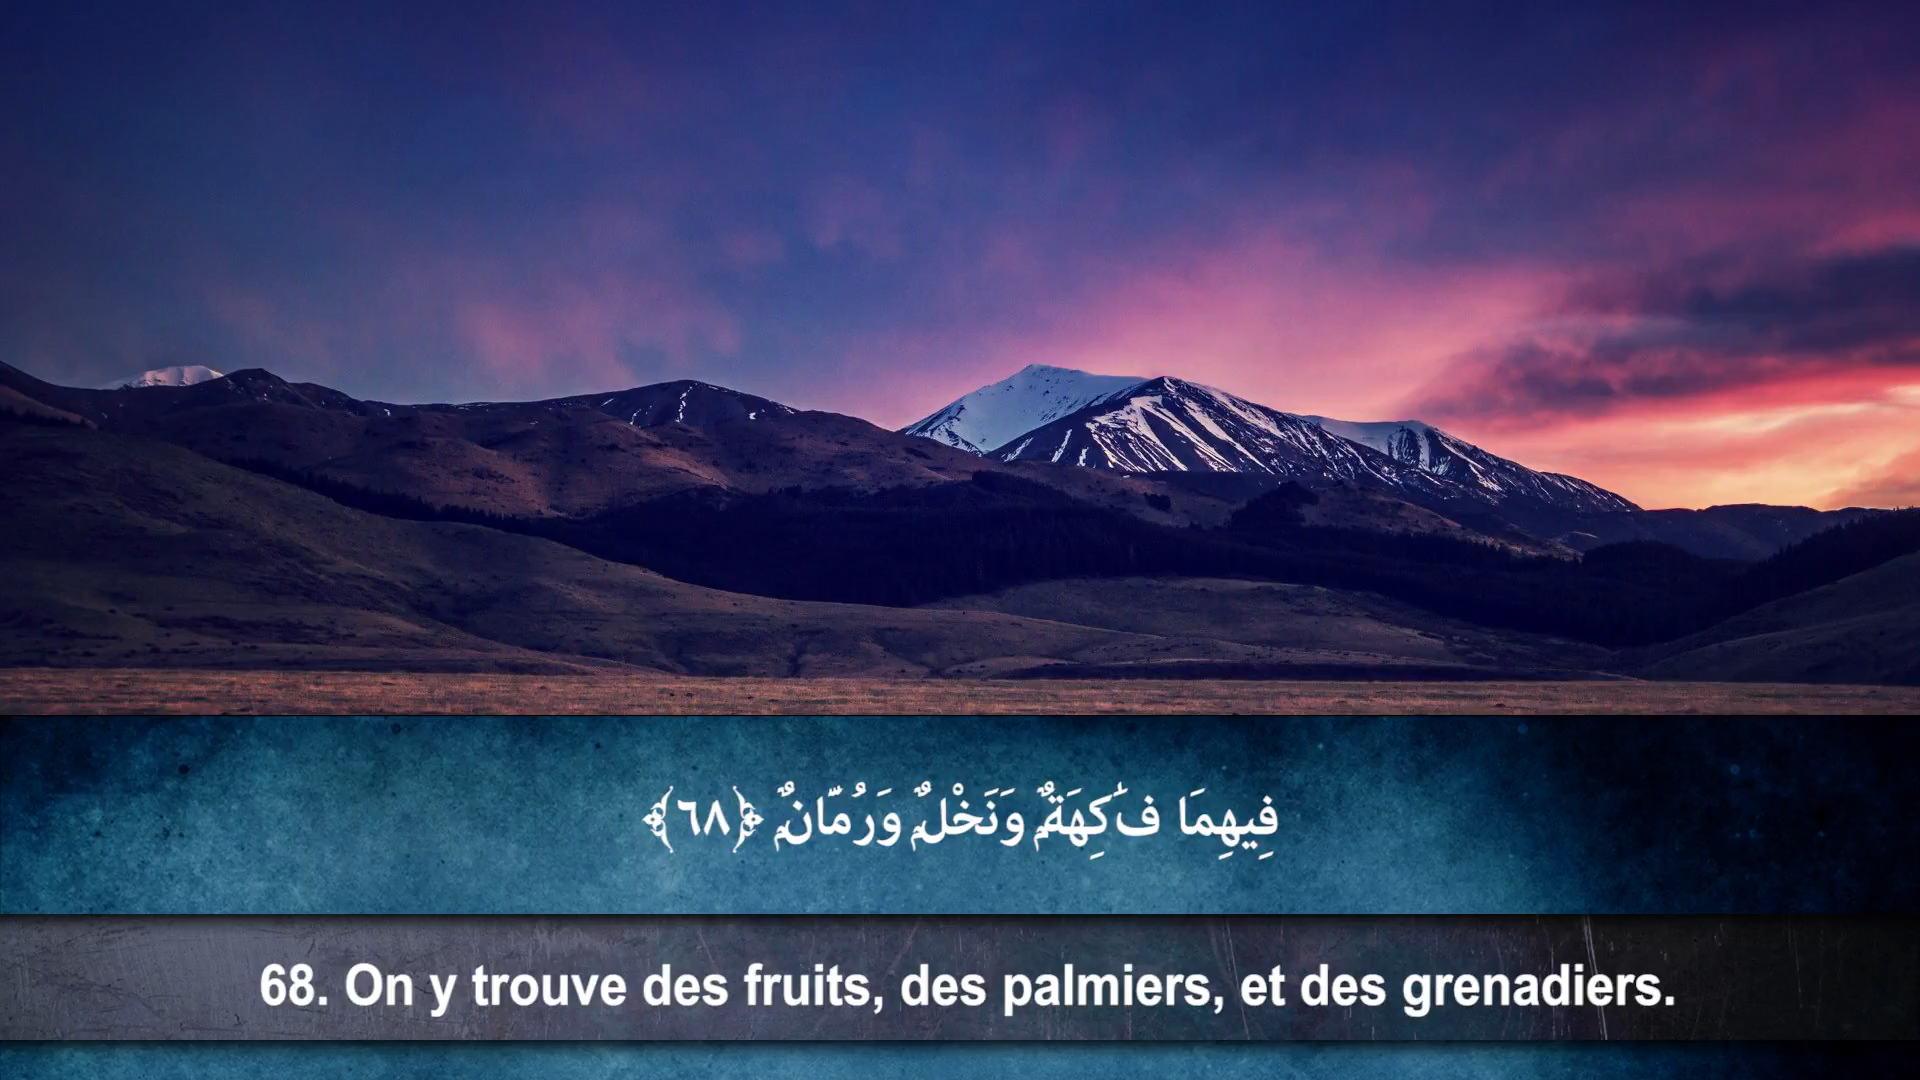 فِيهِمَا فَٰكِهَةٌۭ وَنَخْلٌۭ وَرُمَّانٌۭ ﴿٦٨﴾
68. On y trouve des fruits, des palmiers, et des grenadiers.